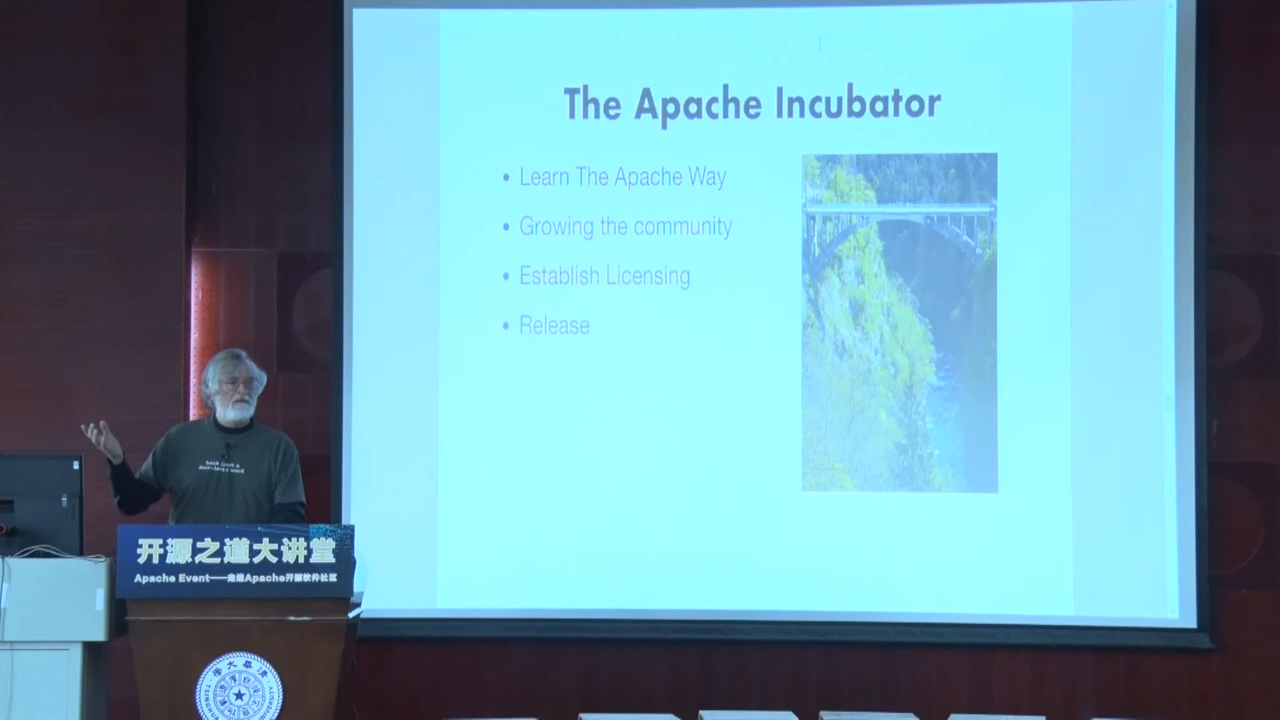 The Apache Incubator
• Learn The Apache Way
• Growing the community
• Establish Licensing
• Release
开源之道大讲堂
Apache Event——走进Apache开源软件社区